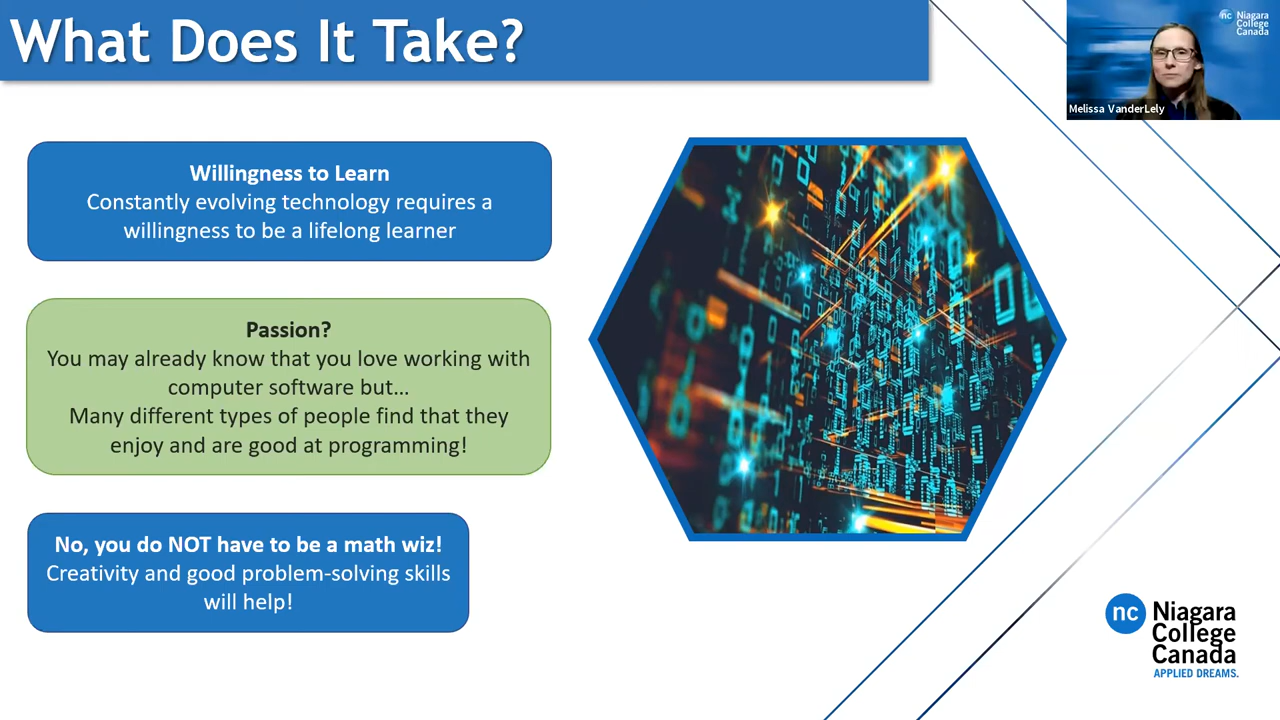 What Does It Take?
nc Niagara
College
Canada
Melissa VanderLely
Willingness to Learn
Constantly evolving technology requires a
willingness to be a lifelong learner
Passion?
You may already know that you love working with
computer software but...
Many different types of people find that they
enjoy and are good at programming!
No, you do NOT have to be a math wiz!
Creativity and good problem-solving skills
will help!
nc Niagara
College
Canada
APPLIED DREAMS.